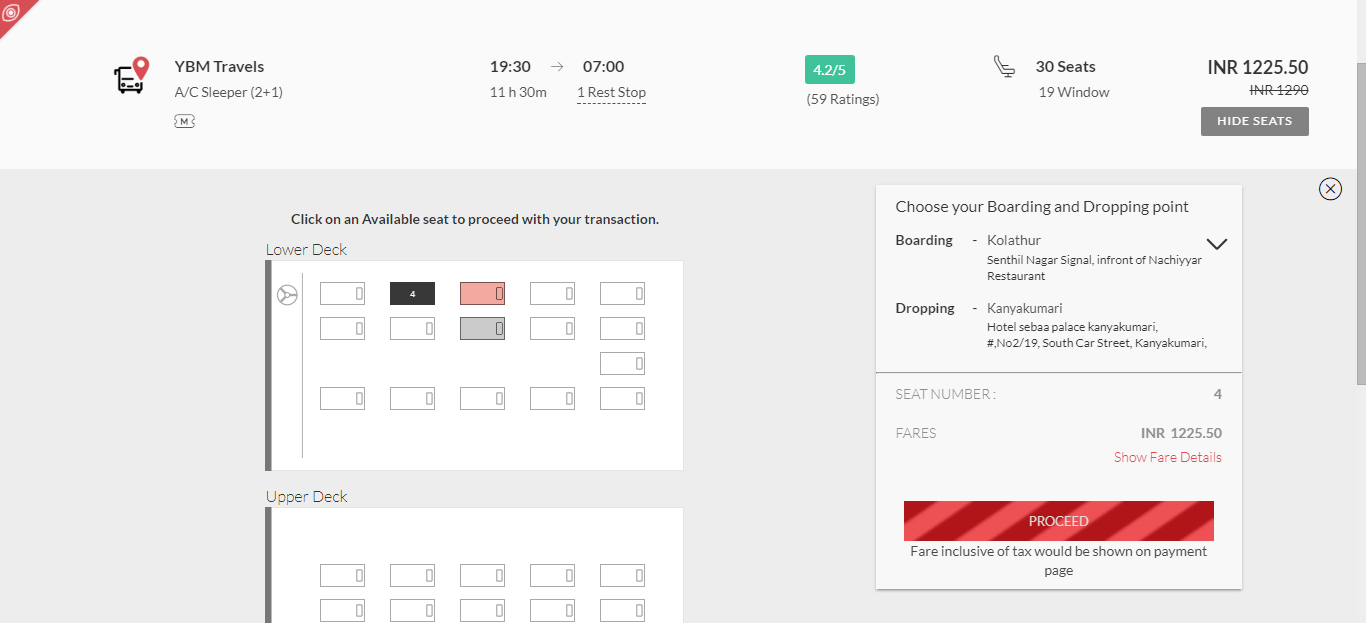 YBM Travels
A/C Sleeper (2+1)
M
19:30 → 07:00
11 h 30m 1 Rest Stop
4.2/5
(59 Ratings)
30 Seats
19 Window
INR 1225.50
INR 1290
HIDE SEATS
Click on an Available seat to proceed with your transaction.
Lower Deck
4
Upper Deck
Choose your Boarding and Dropping point
Boarding - Kolathur
Senthil Nagar Signal, infront of Nachiyyar
Restaurant
Dropping - Kanyakumari
Hotel sebaa palace kanyakumari,
#,No2/19, South Car Street, Kanyakumari,
SEAT NUMBER : 4
FARES INR 1225.50
Show Fare Details
PROCEED
Fare inclusive of tax would be shown on payment
page